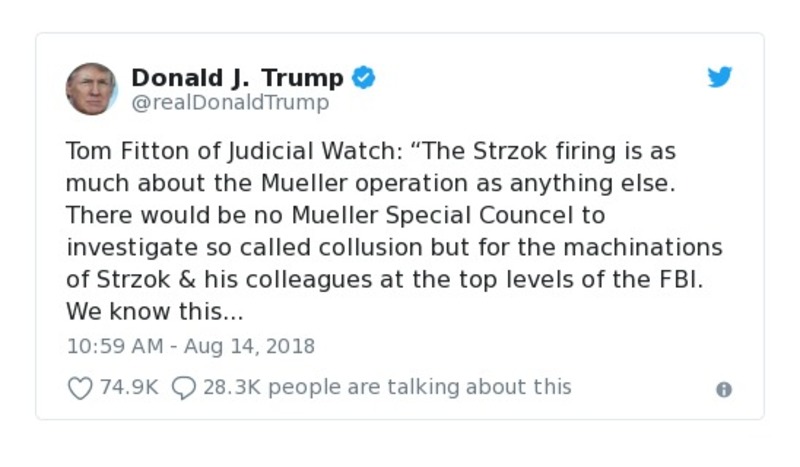 Donald J. Trump
@realDonaldTrump
Tom Fitton of Judicial Watch: “The Strzok firing is as
much about the Mueller operation as anything else.
There would be no Mueller Special Councel to
investigate so called collusion but for the machinations
of Strzok & his colleagues at the top levels of the FBI.
We know this...
10:59 AM - Aug 14, 2018
74.9K 28.3K people are talking about this